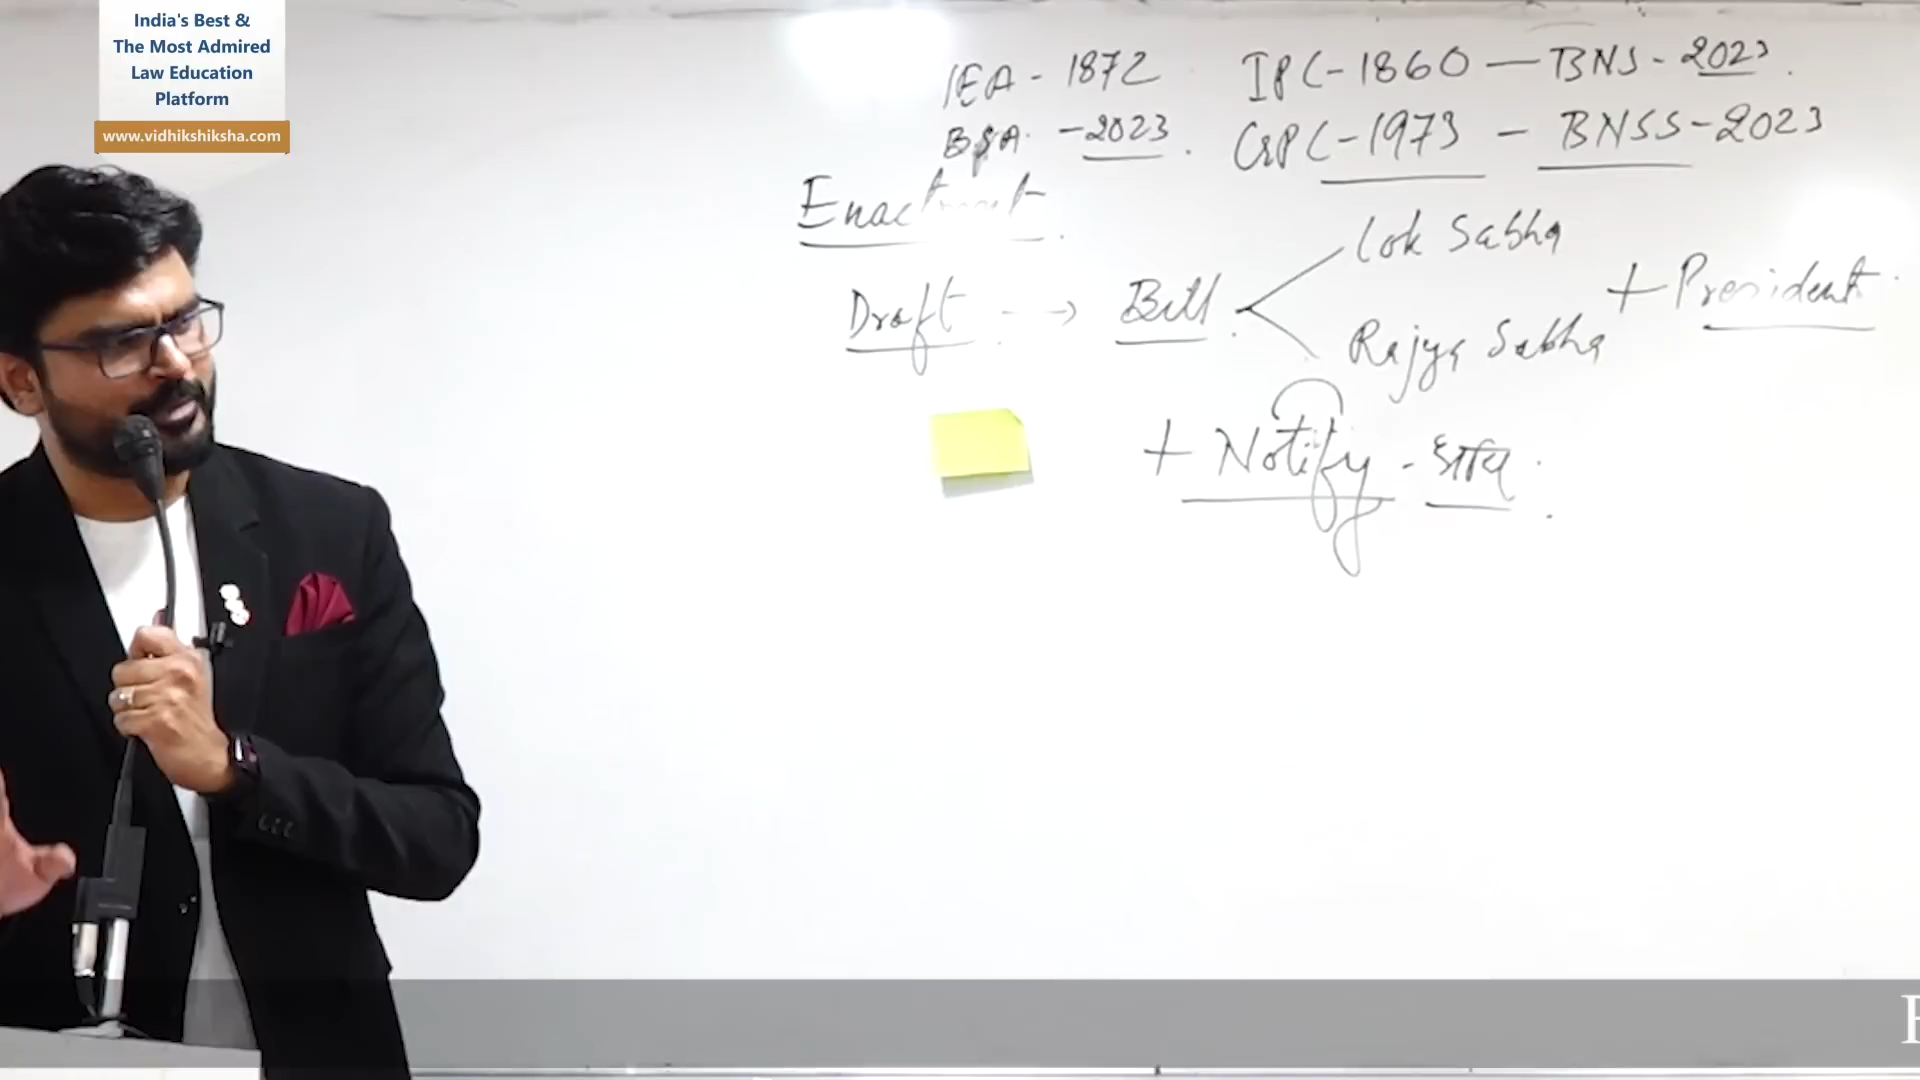 India's Best &
The Most Admired
Law Education
Platform
www.vidhikshiksha.com
IEA - 1872 IPC - 1860 — BNS - 2023.
BSA - 2023. CrPC - 1973 - BNSS - 2023
Enactment.
Draft → Bill. Lok Sabha
Rajya Sabha
+ President.
+ Notify -